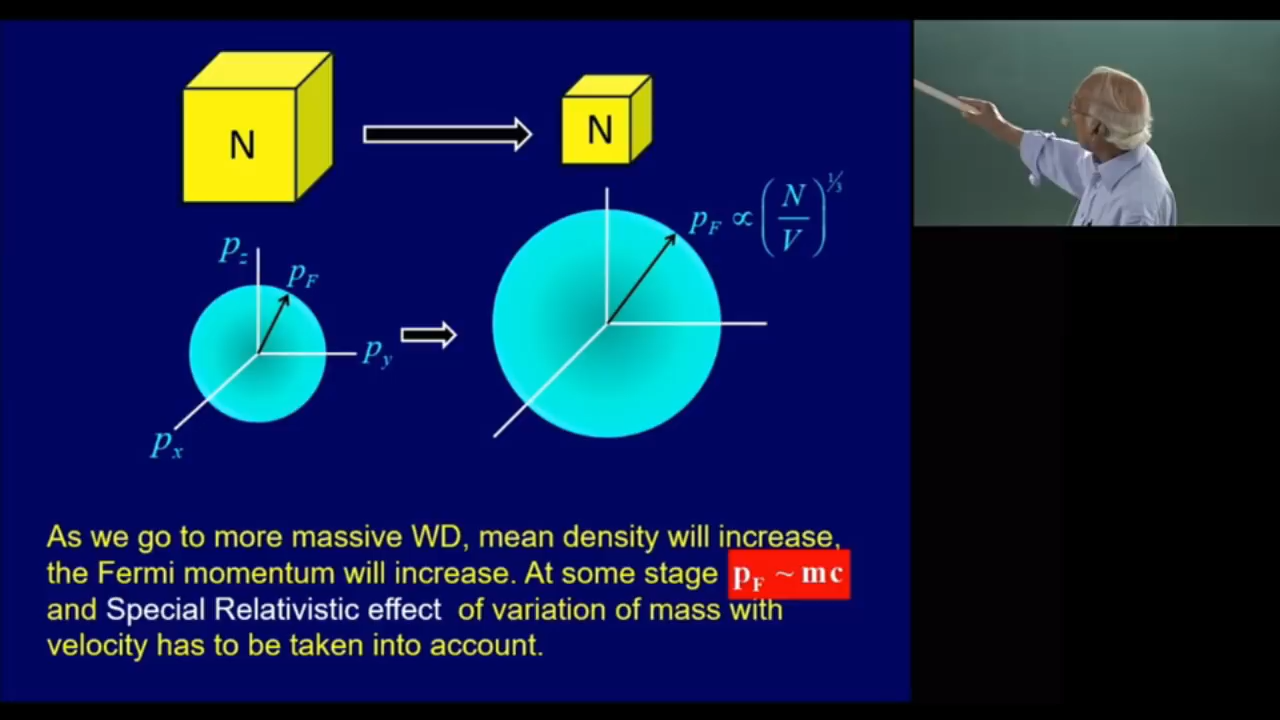 N
N
p_F ∝ (N/V)^⅓
p_z
p_F
p_y
p_x
As we go to more massive WD, mean density will increase,
the Fermi momentum will increase. At some stage p_F ~ mc
and Special Relativistic effect of variation of mass with
velocity has to be taken into account.